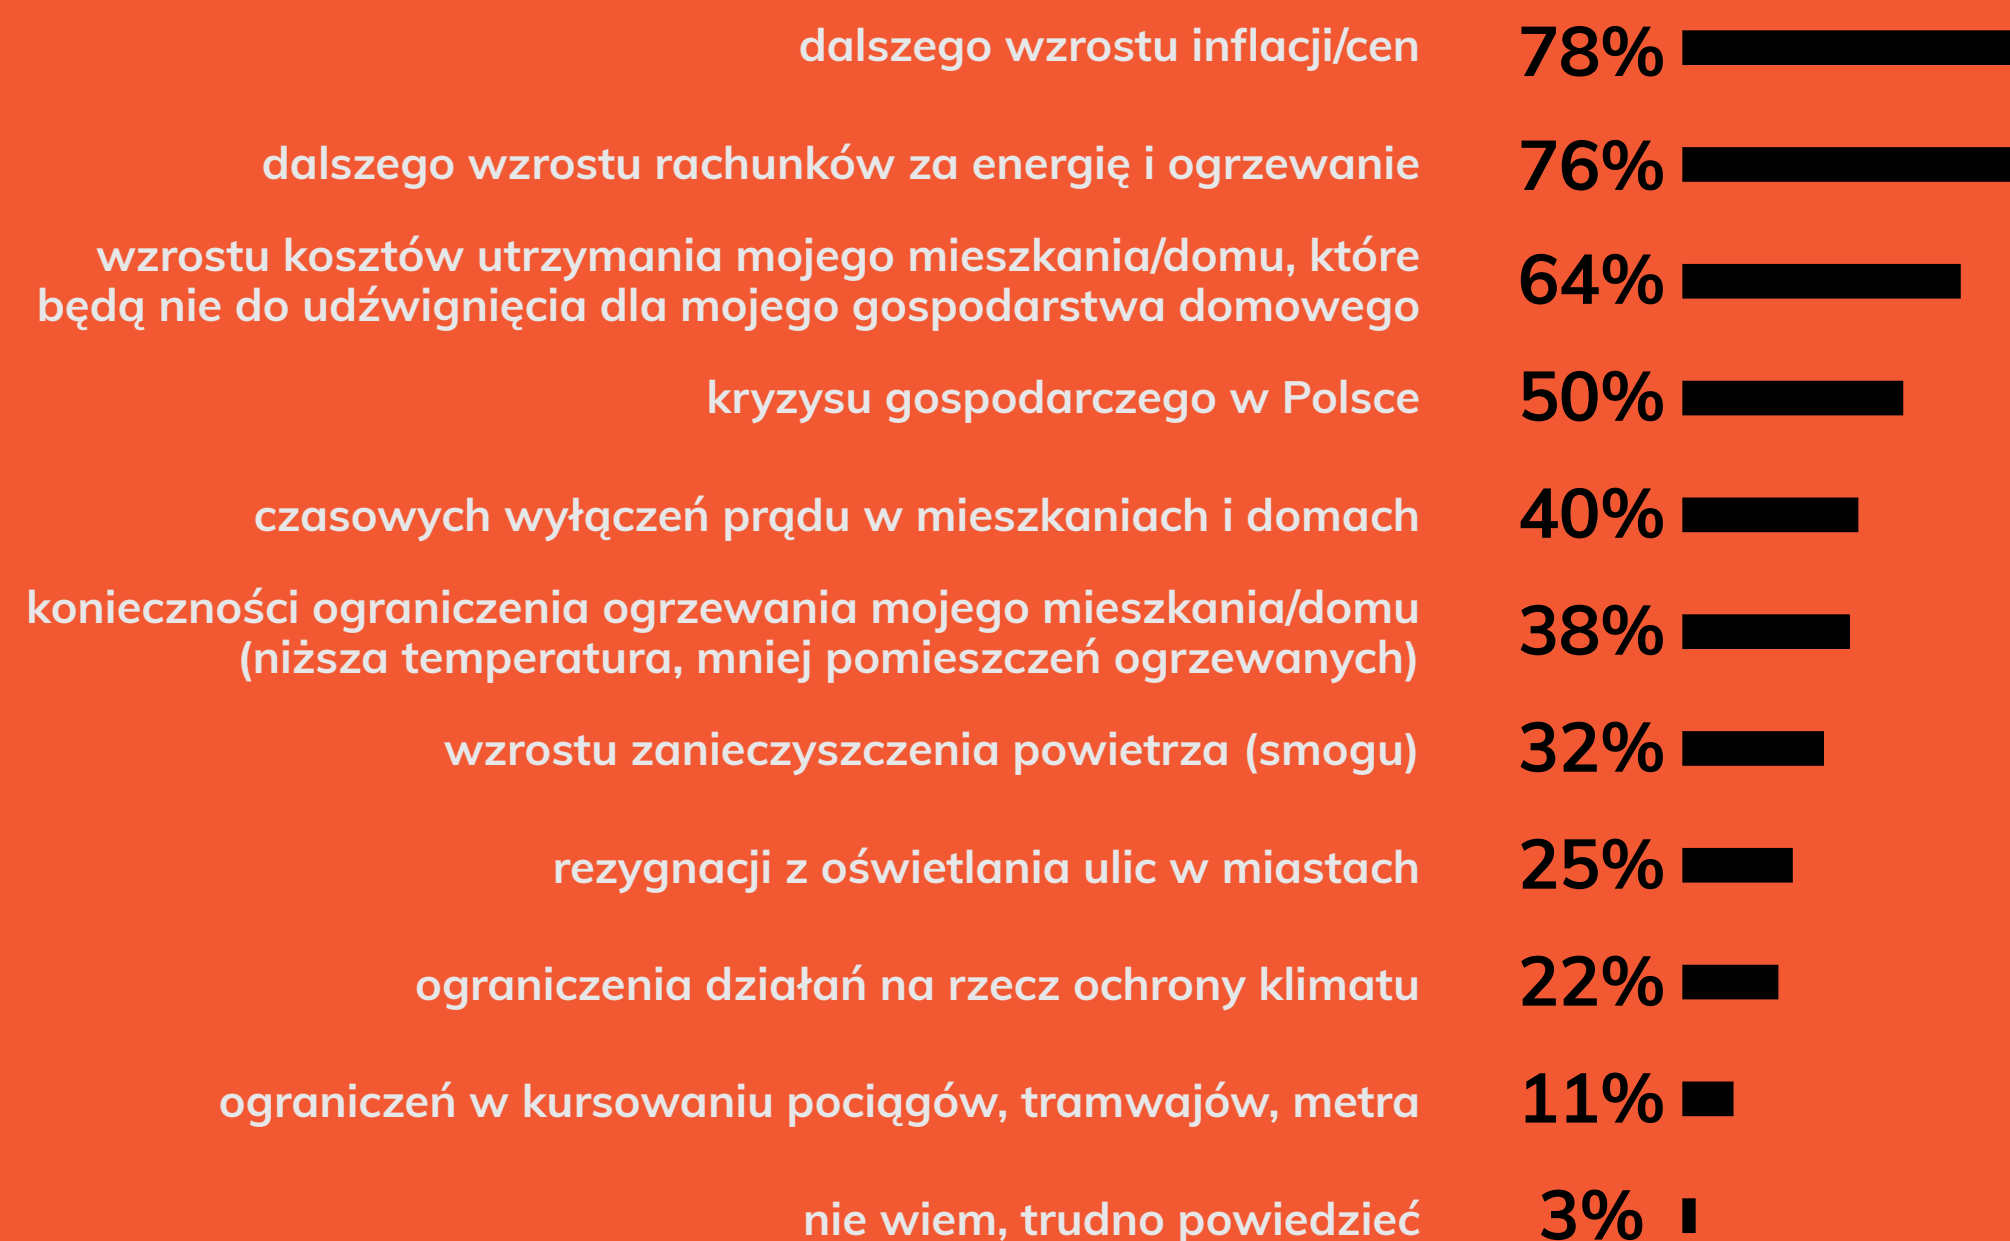 dalszego wzrostu inflacji/cen 78%
dalszego wzrostu rachunków za energię i ogrzewanie 76%
wzrostu kosztów utrzymania mojego mieszkania/domu, które
będą nie do udźwignięcia dla mojego gospodarstwa domowego 64%
kryzysu gospodarczego w Polsce 50%
czasowych wyłączeń prądu w mieszkaniach i domach 40%
konieczności ograniczenia ogrzewania mojego mieszkania/domu
(niższa temperatura, mniej pomieszczeń ogrzewanych) 38%
wzrostu zanieczyszczenia powietrza (smogu) 32%
rezygnacji z oświetlania ulic w miastach 25%
ograniczenia działań na rzecz ochrony klimatu 22%
ograniczeń w kursowaniu pociągów, tramwajów, metra 11%
nie wiem, trudno powiedzieć 3%